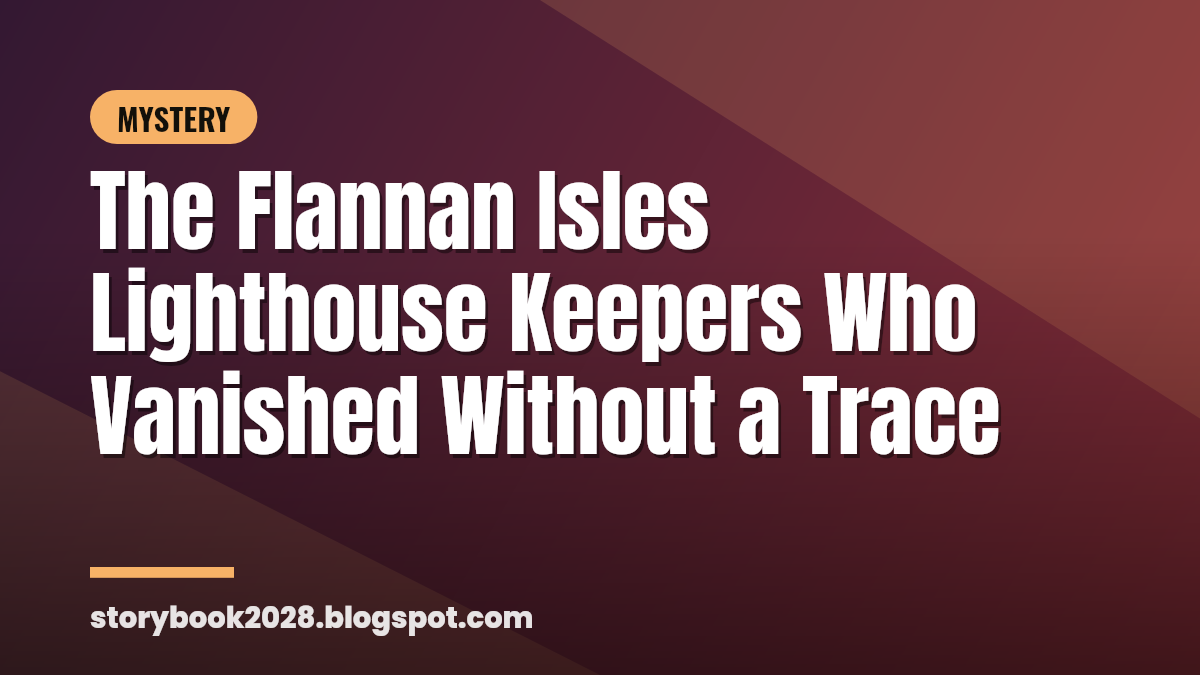 MYSTERY
The Flannan Isles
Lighthouse Keepers Who
Vanished Without a Trace
storybook2028.blogspot.com